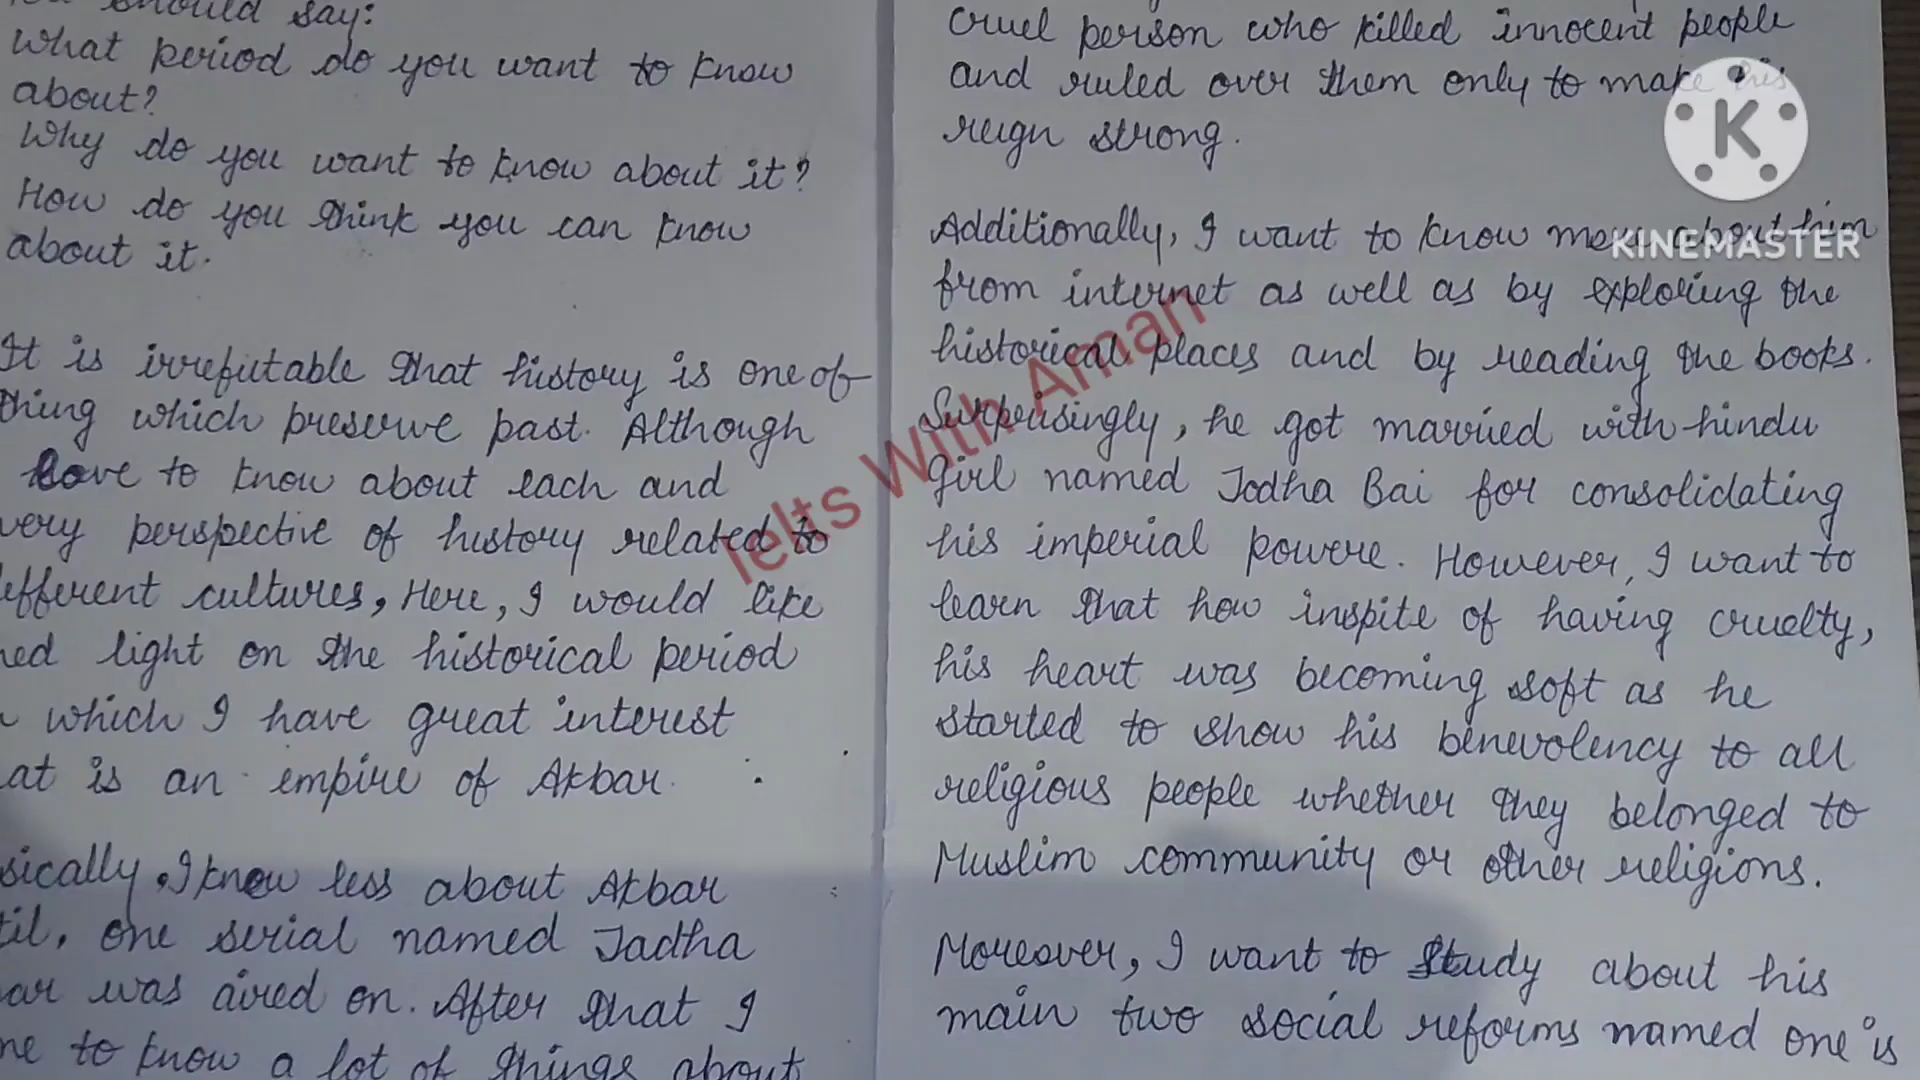 should say:
What period do you want to know
about?
Why do you want to know about it?
How do you think you can know
about it.
It is irrefutable that history is one of
thing which preserve past. Although
love to know about each and
very perspective of history related to
efferent cultures, Here, I would like
hed light on the historical period
which I have great interest
at is an empire of Akbar.
sically, I know less about Akbar
til, one serial named Jadha
ar was aired on. After that I
me to know a lot of things about
cruel person who killed innocent people
and ruled over them only to make his
reign strong.
Additionally, I want to know more about him
from internet as well as by exploring the
historical places and by reading the books.
Surprisingly, he got married with hindu
girl named Jodha Bai for consolidating
his imperial powere. However, I want to
learn that how inspite of having cruelty,
his heart was becoming soft as he
started to show his benevolency to all
religious people whether they belonged to
Muslim community or other religions.
Moreover, I want to study about his
main two social reforms named one is
Ielts With Aman
K
KINEMASTER